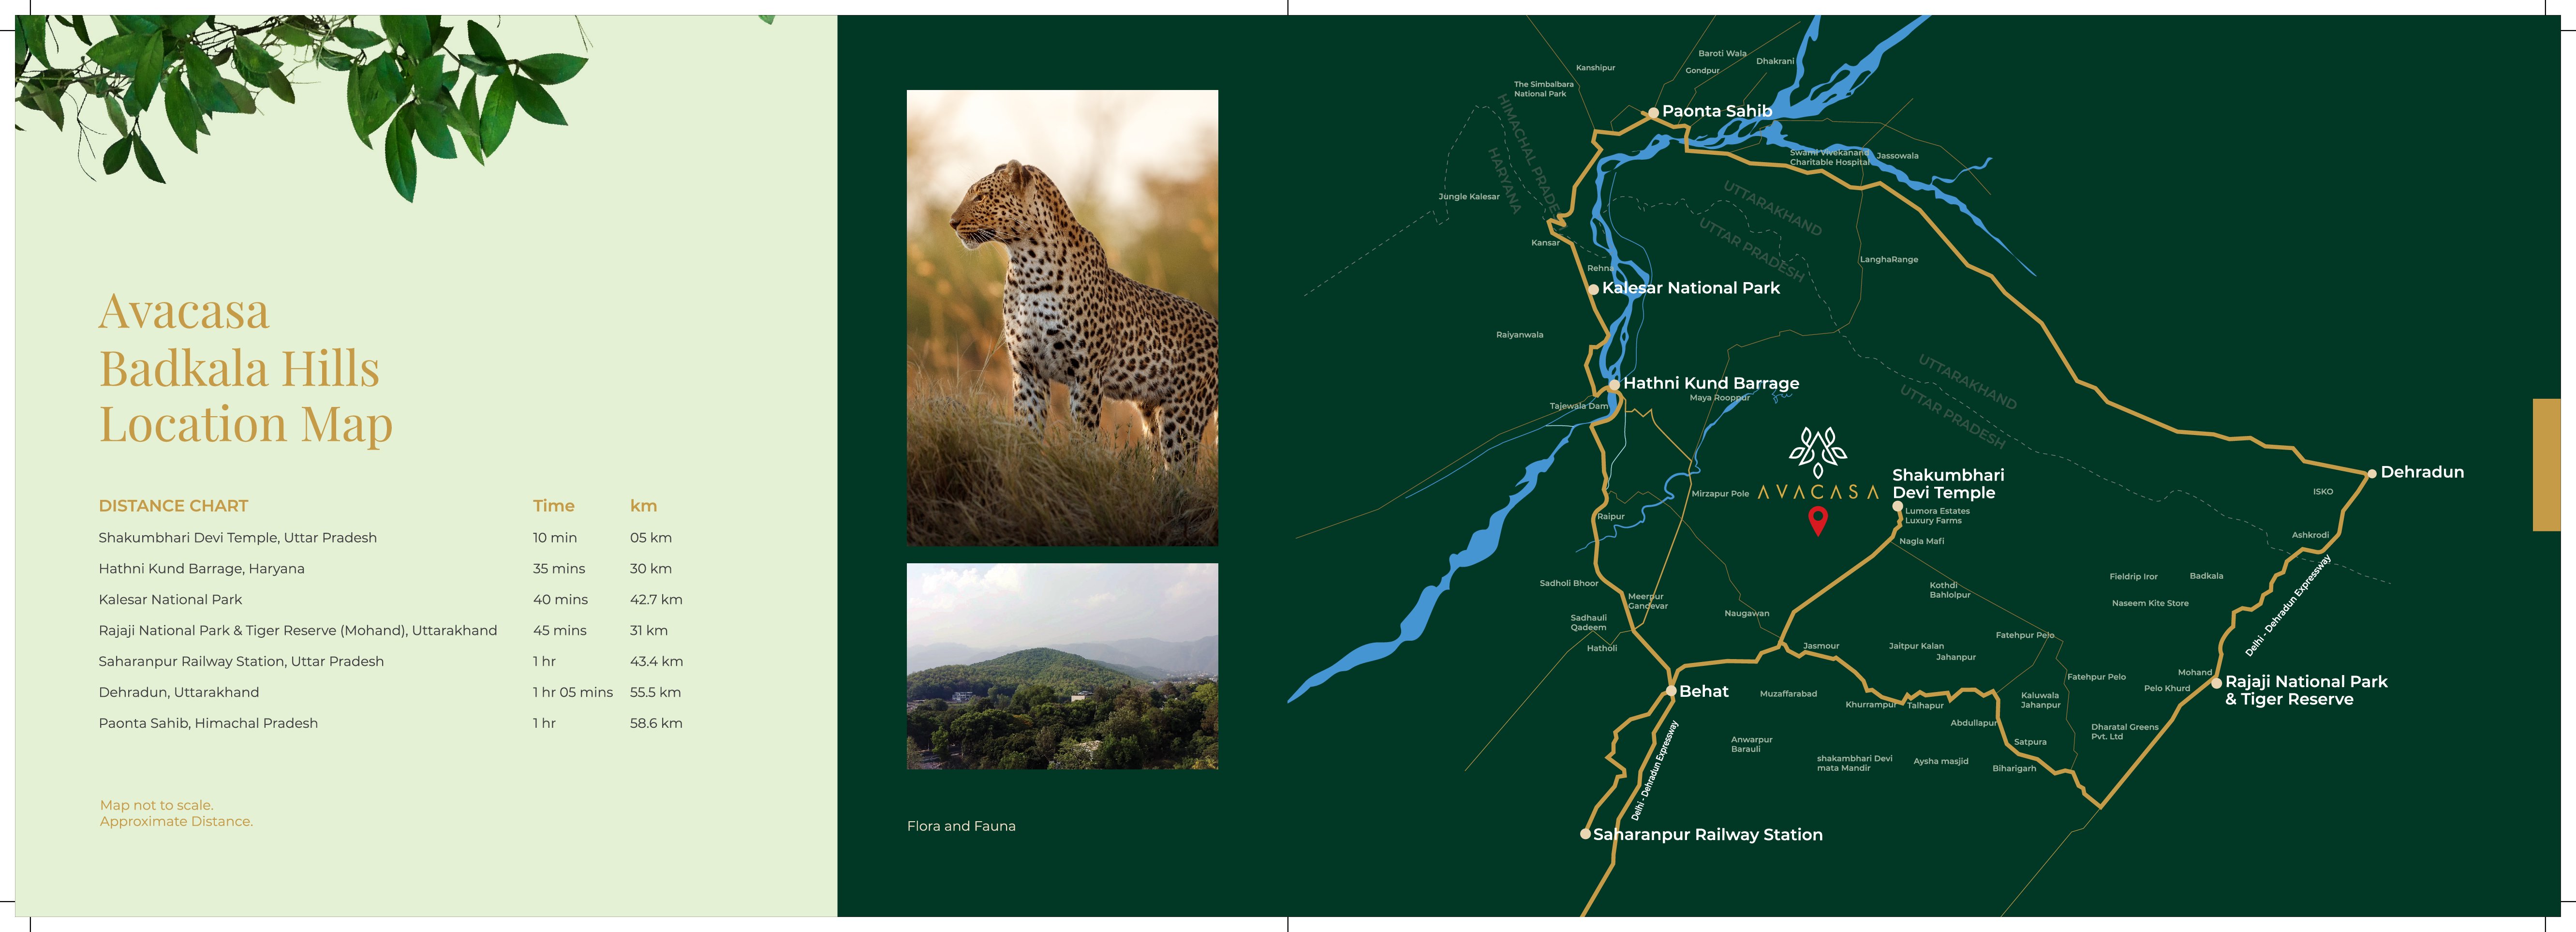 Avacasa
Badkala Hills
Location Map
DISTANCE CHART Time km
Shakumbhari Devi Temple, Uttar Pradesh 10 min 05 km
Hathni Kund Barrage, Haryana 35 mins 30 km
Kalesar National Park 40 mins 42.7 km
Rajaji National Park & Tiger Reserve (Mohand), Uttarakhand 45 mins 31 km
Saharanpur Railway Station, Uttar Pradesh 1 hr 43.4 km
Dehradun, Uttarakhand 1 hr 05 mins 55.5 km
Paonta Sahib, Himachal Pradesh 1 hr 58.6 km
Map not to scale.
Approximate Distance.
Flora and Fauna
Baroti Wala
Dhakrani
Kanshipur
Gondpur
The Simbalbara
National Park
Paonta Sahib
HIMACHAL PRADESH
HARYANA
Swami Vivekanand
Charitable Hospital
Jassowala
Jungle Kalesar
UTTARAKHAND
UTTAR PRADESH
Kansar
LanghaRange
Rehna
Kalesar National Park
Raiyanwala
Hathni Kund Barrage
Maya Rooppur
Tajewala Dam
UTTARAKHAND
UTTAR PRADESH
AVACASA
Shakumbhari
Devi Temple
Dehradun
Mirzapur Pole
ISKO
Lumora Estates
Luxury Farms
Raipur
Nagla Mafi
Ashkrodi
Sadholi Bhoor
Kothdi
Bahlolpur
Fieldrip Iror
Badkala
Meerpur
Gandevar
Naseem Kite Store
Delhi - Dehradun Expressway
Naugawan
Sadhauli
Qadeem
Fatehpur Pelo
Hatholi
Jasmour
Jaitpur Kalan
Jahanpur
Mohand
Fatehpur Pelo
Pelo Khurd
Rajaji National Park
& Tiger Reserve
Behat
Muzaffarabad
Khurrampur
Talhapur
Kaluwala
Jahanpur
Abdullapur
Dharatal Greens
Pvt. Ltd
Anwarpur
Barauli
Satpura
shakambhari Devi
mata Mandir
Aysha masjid
Biharigarh
Delhi - Dehradun Expressway
Saharanpur Railway Station